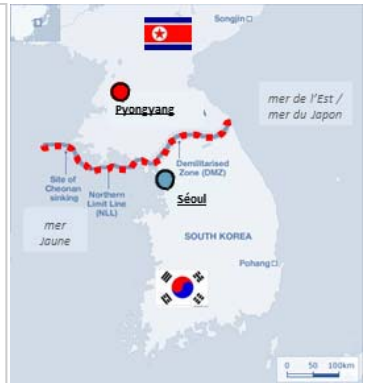 Songjin
Pyongyang
mer de l'Est /
mer du Japon
Demilitarised
Zone (DMZ)
Site of
Cheonan
sinking
Northern
Limit Line
(NLL)
Séoul
mer
Jaune
SOUTH KOREA
Pohang
0 50 100km